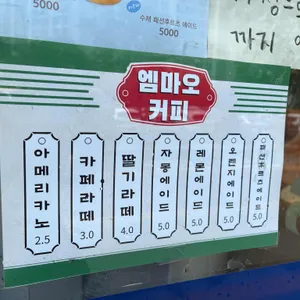 5000
수제 패션후르츠 에이드
5000
까지
엠마오
커피
아메리카노
2.5
카페라떼
3.0
딸기라떼
4.0
자몽에이드
5.0
레몬에이드
5.0
오렌지에이드
5.0
5.0